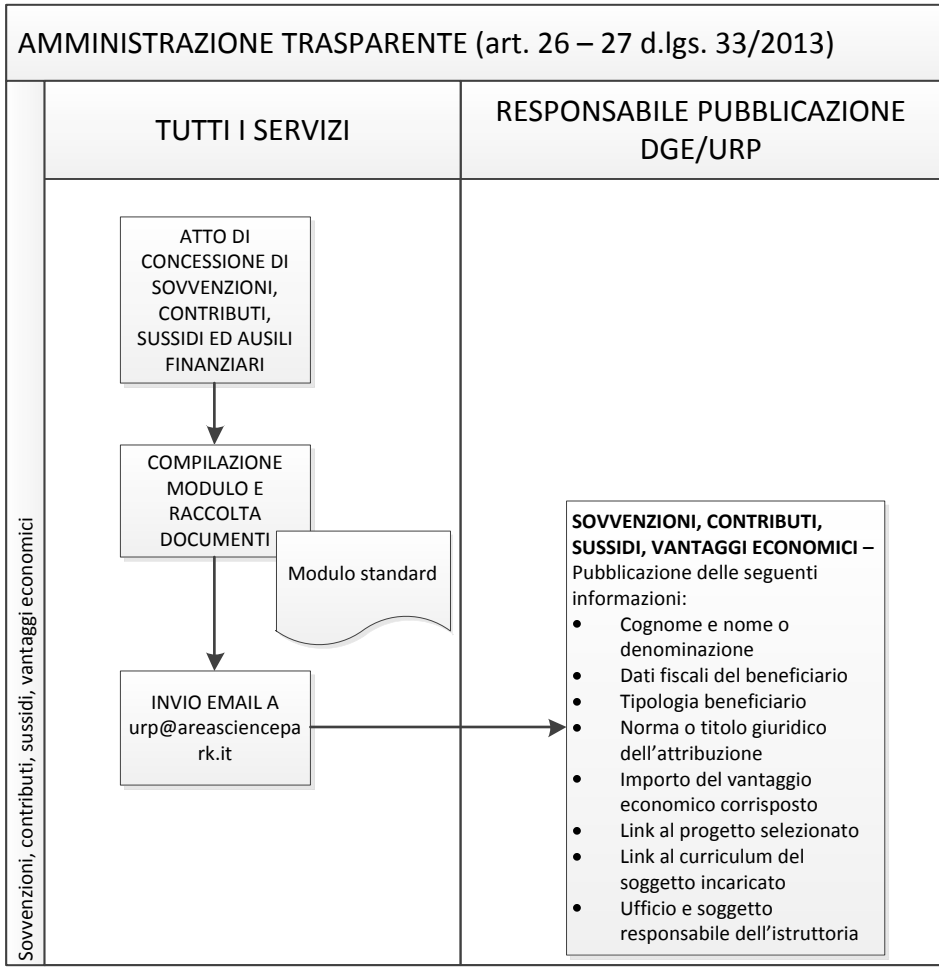 AMMINISTRAZIONE TRASPARENTE (art. 26 – 27 d.lgs. 33/2013)
TUTTI I SERVIZI
RESPONSABILE PUBBLICAZIONE
DGE/URP
Sovvenzioni, contributi, sussidi, vantaggi economici
ATTO DI
CONCESSIONE DI
SOVVENZIONI,
CONTRIBUTI,
SUSSIDI ED AUSILI
FINANZIARI
COMPILAZIONE
MODULO E
RACCOLTA
DOCUMENTI
Modulo standard
INVIO EMAIL A
urp@areasciencepa
rk.it
SOVVENZIONI, CONTRIBUTI,
SUSSIDI, VANTAGGI ECONOMICI –
Pubblicazione delle seguenti
informazioni:
• Cognome e nome o
denominazione
• Dati fiscali del beneficiario
• Tipologia beneficiario
• Norma o titolo giuridico
dell’attribuzione
• Importo del vantaggio
economico corrisposto
• Link al progetto selezionato
• Link al curriculum del
soggetto incaricato
• Ufficio e soggetto
responsabile dell’istruttoria